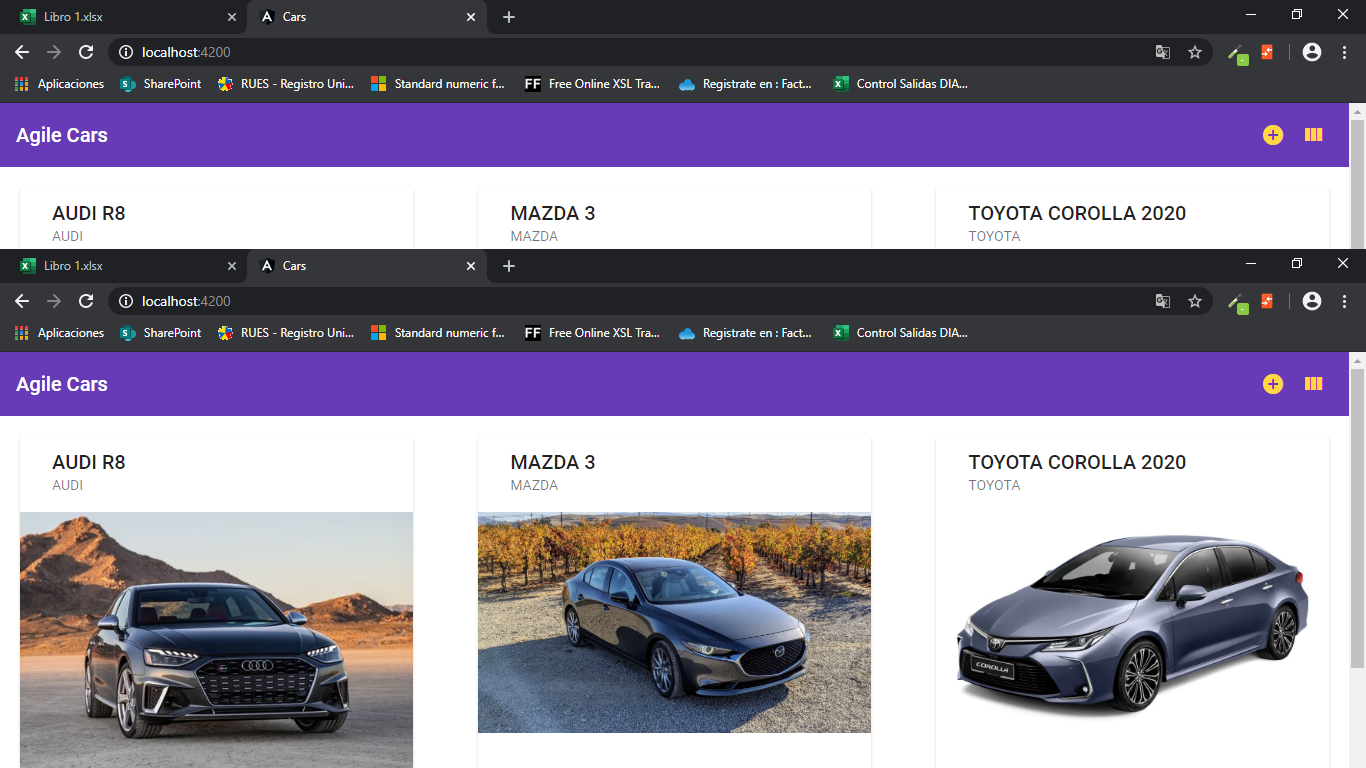 Libro 1.xlsx
Cars
localhost:4200
Aplicaciones
SharePoint
RUES - Registro Uni...
Standard numeric f...
FF Free Online XSL Tra...
Registrate en : Fact...
Control Salidas DIA...
Agile Cars
AUDI R8
AUDI
MAZDA 3
MAZDA
TOYOTA COROLLA 2020
TOYOTA
Libro 1.xlsx
Cars
localhost:4200
Aplicaciones
SharePoint
RUES - Registro Uni...
Standard numeric f...
FF Free Online XSL Tra...
Registrate en : Fact...
Control Salidas DIA...
Agile Cars
AUDI R8
AUDI
MAZDA 3
MAZDA
TOYOTA COROLLA 2020
TOYOTA
COROLLA